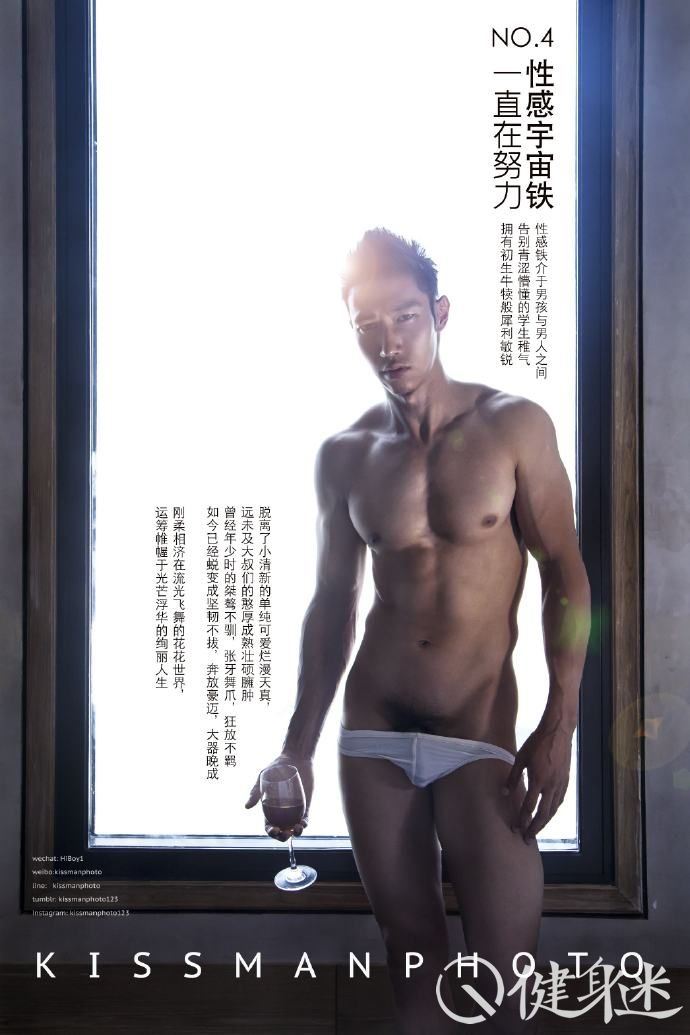 NO.4
性感宇宙铁
一直在努力
性感铁介于男孩与男人之间
告别青涩懵懂的学生稚气
拥有初生牛犊般犀利敏锐
脱离了小清新的单纯可爱烂漫天真，
远未及大叔们的憨厚成熟壮硕臃肿
曾经年少时的桀骜不驯，张牙舞爪，狂放不羁
如今已经蜕变成坚韧不拔，奔放豪迈，大器晚成
刚柔相济在流光飞舞的花花世界，
运筹帷幄于光芒浮华的绚丽人生
wechat: HiBoy1
weibo:kissmanphoto
line: kissmanphoto
tumblr: kissmanphoto123
Instagram: kissmanphoto123
KISSMANPHOTO
健身迷